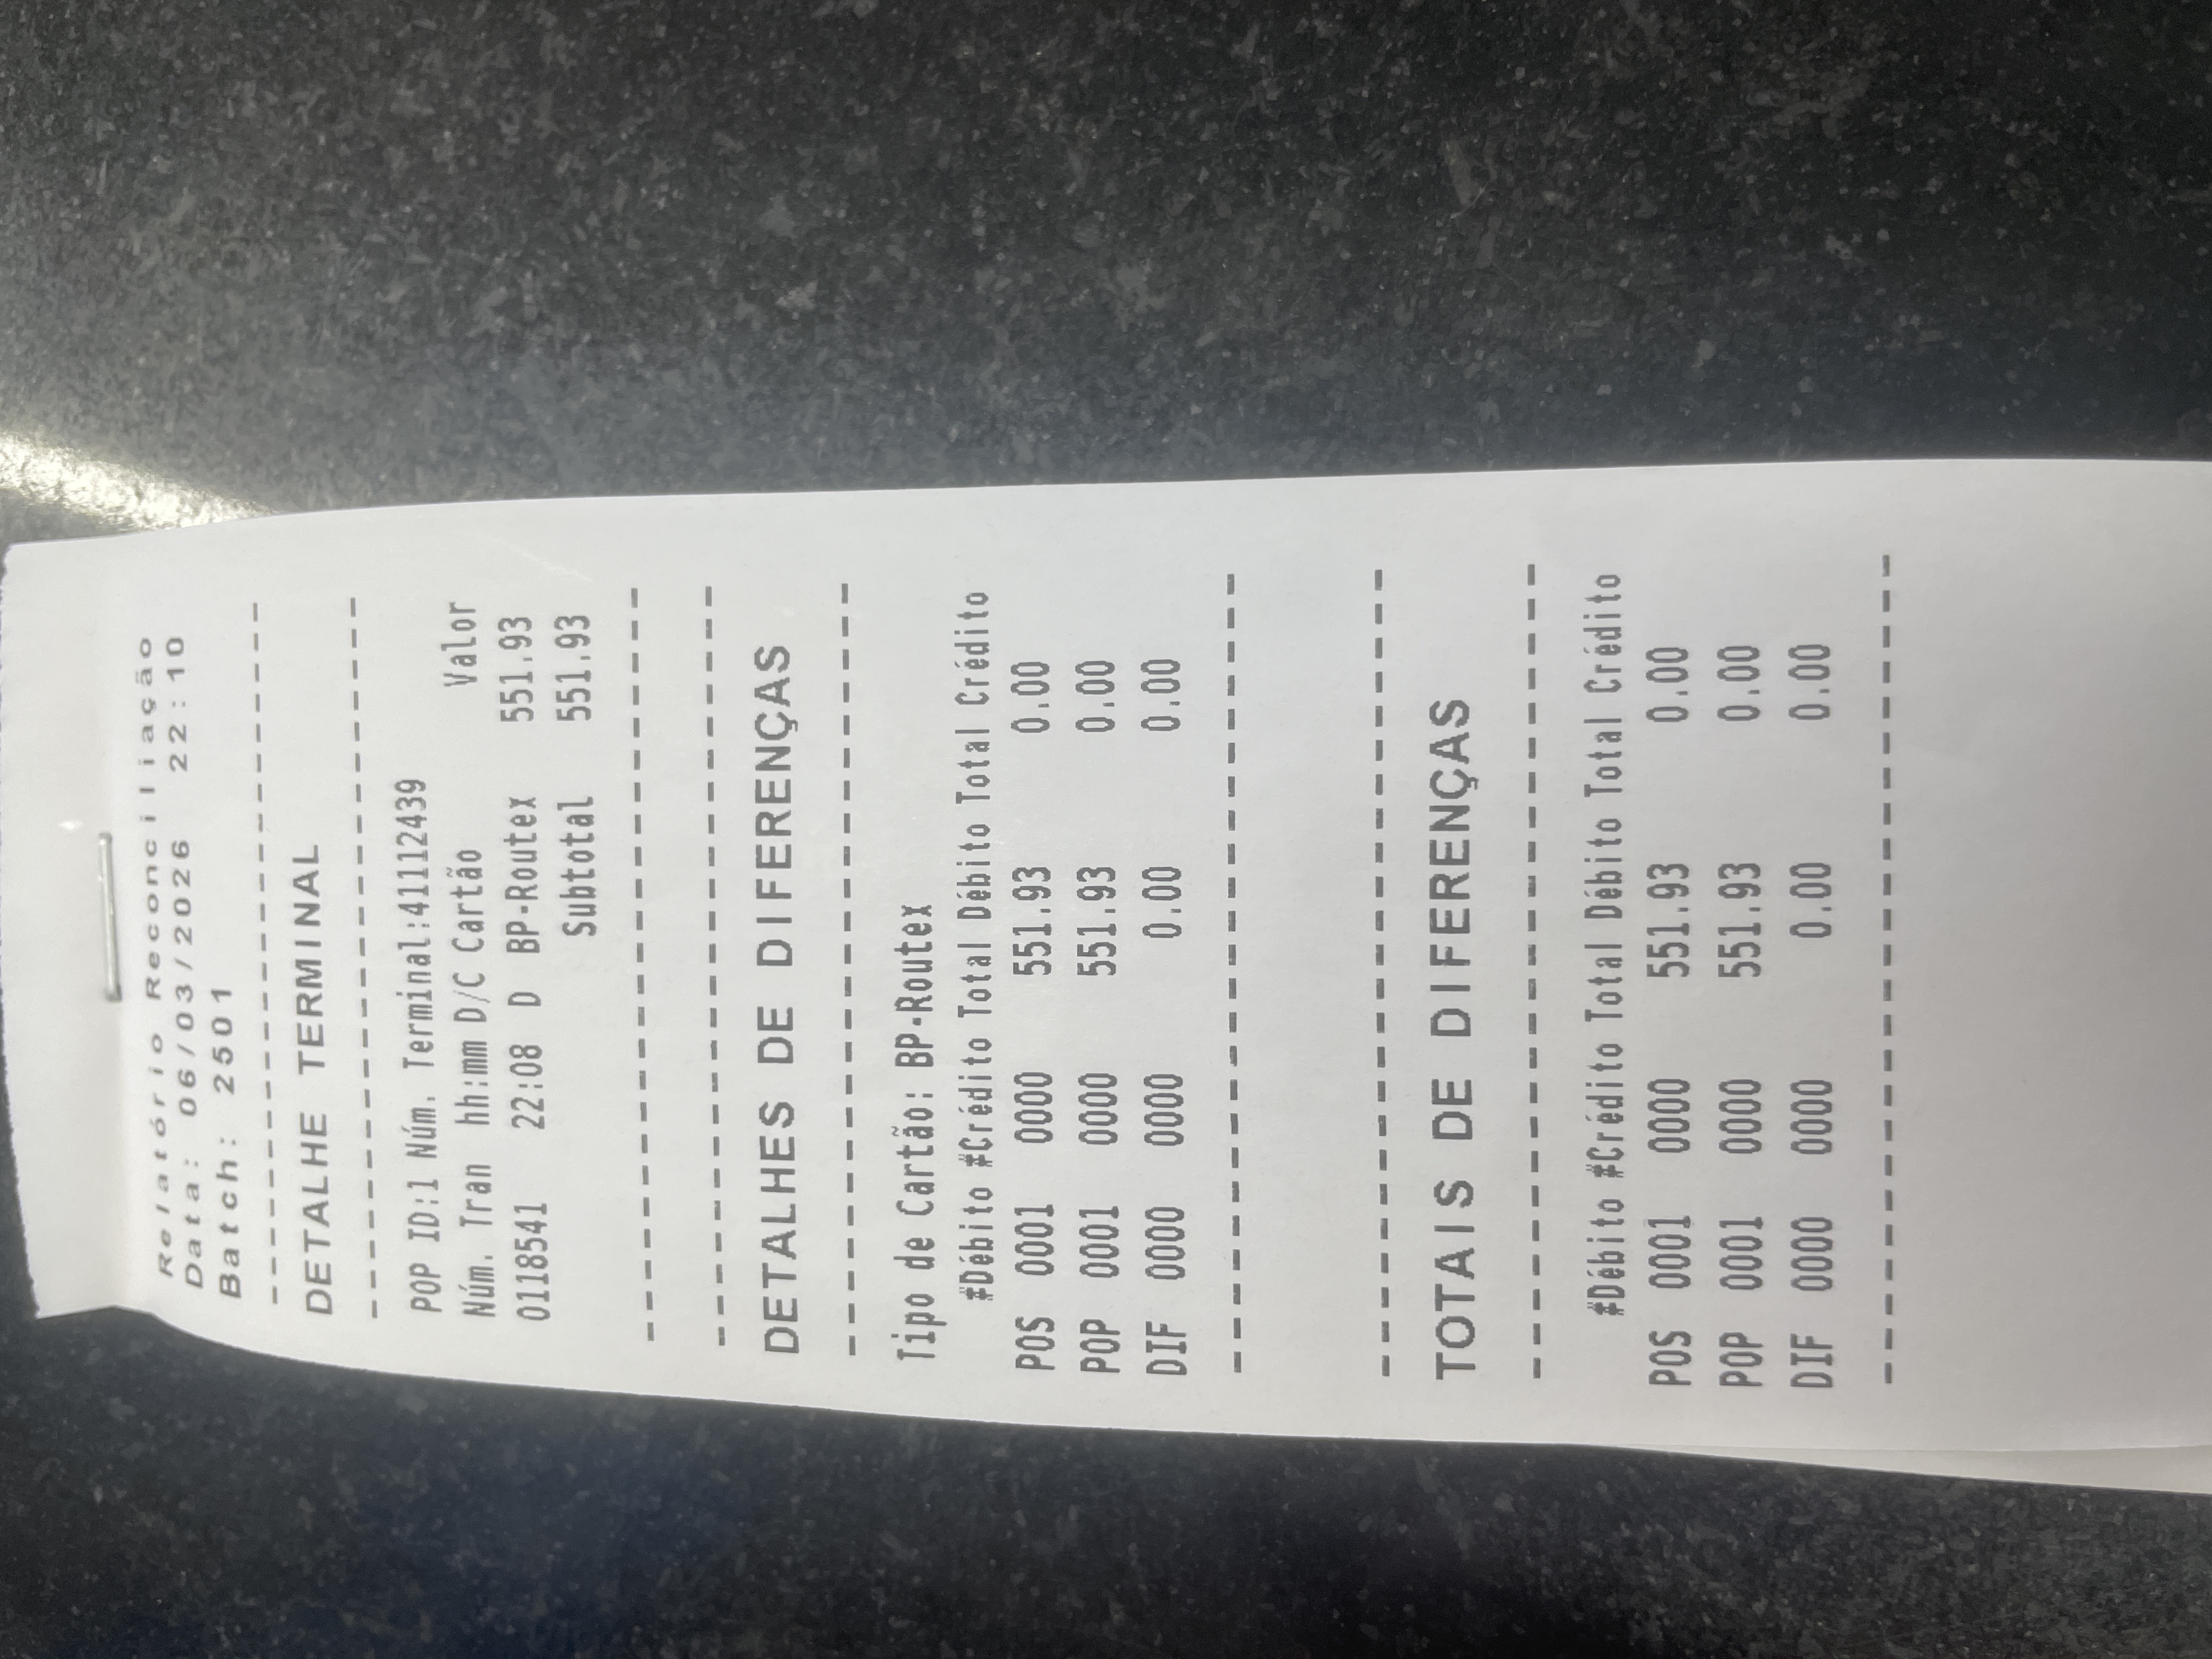 Relatório Reconciliação
Data: 06/03/2026 22:10
Batch: 2501
------------------------
DETALHE TERMINAL
------------------------
POP ID:1 Núm. Terminal:41112439
Núm. Tran hh:mm D/C Cartão Valor
0118541 22:08 D BP-Routex 551.93
Subtotal 551.93
------------------------
------------------------
DETALHES DE DIFERENÇAS
------------------------
Tipo de Cartão: BP-Routex
#Débito #Crédito Total Débito Total Crédito
POS 0001 0000 551.93 0.00
POP 0001 0000 551.93 0.00
DIF 0000 0000 0.00 0.00
------------------------
------------------------
TOTAIS DE DIFERENÇAS
------------------------
#Débito #Crédito Total Débito Total Crédito
POS 0001 0000 551.93 0.00
POP 0001 0000 551.93 0.00
DIF 0000 0000 0.00 0.00
------------------------